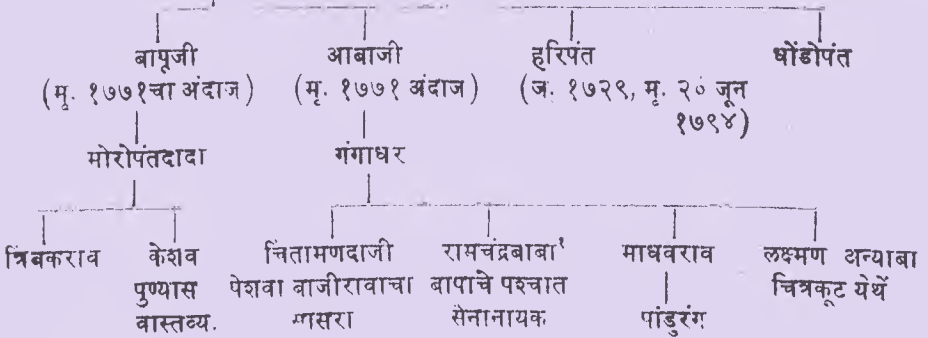 बापूजी आबाजी हरिपंत धोंडोपंत
(मृ. १७७१चा अंदाज) (मृ. १७७१ अंदाज) (ज. १७२९, मृ. २० जून
१७९४)
मोरोपंतदादा गंगाधर
त्रिंबकराव केशव चिंतामणदाजी रामचंद्रबाबा' माधवराव लक्ष्मण अन्याबा
पुण्यास पेशवा बाजीरावाचा बापाचे पश्चात चित्रकूट येथें
वास्तव्य. सासरा सेनानायक पांडुरंग